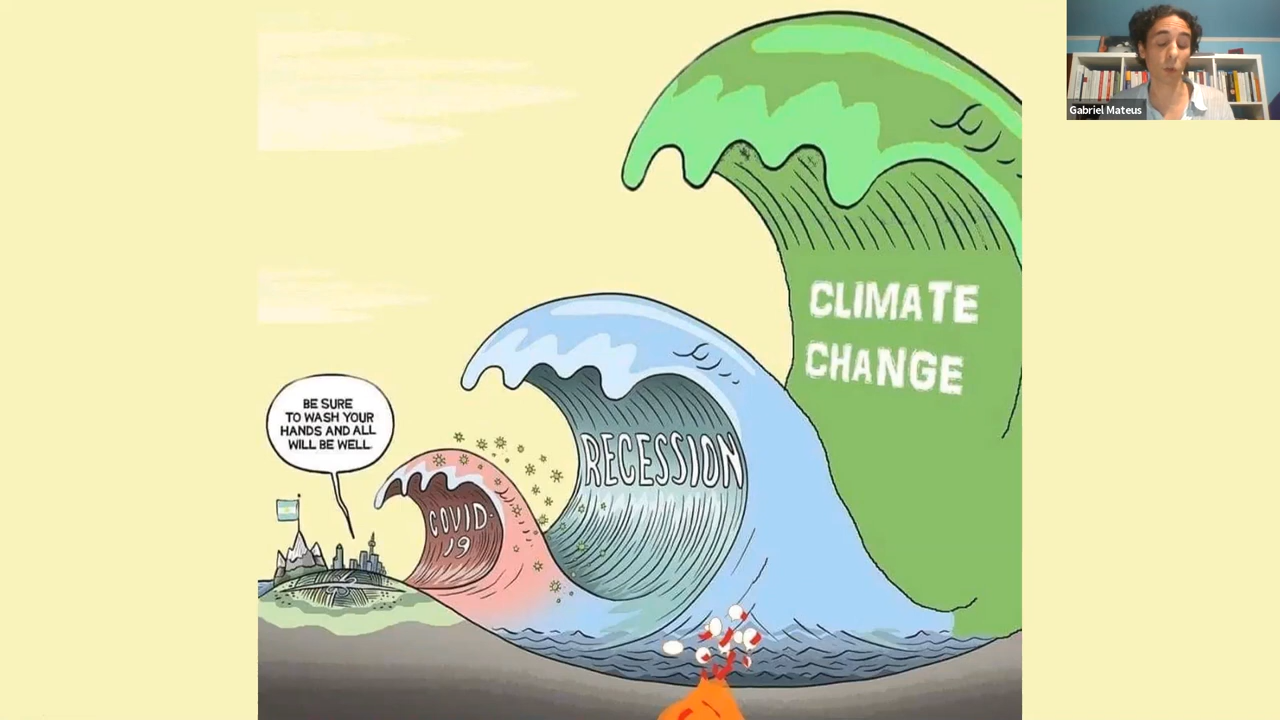 Gabriel Mateus
CLIMATE
CHANGE
BE SURE
TO WASH YOUR
HANDS AND ALL
WILL BE WELL.
RECESSION
COVID-
19